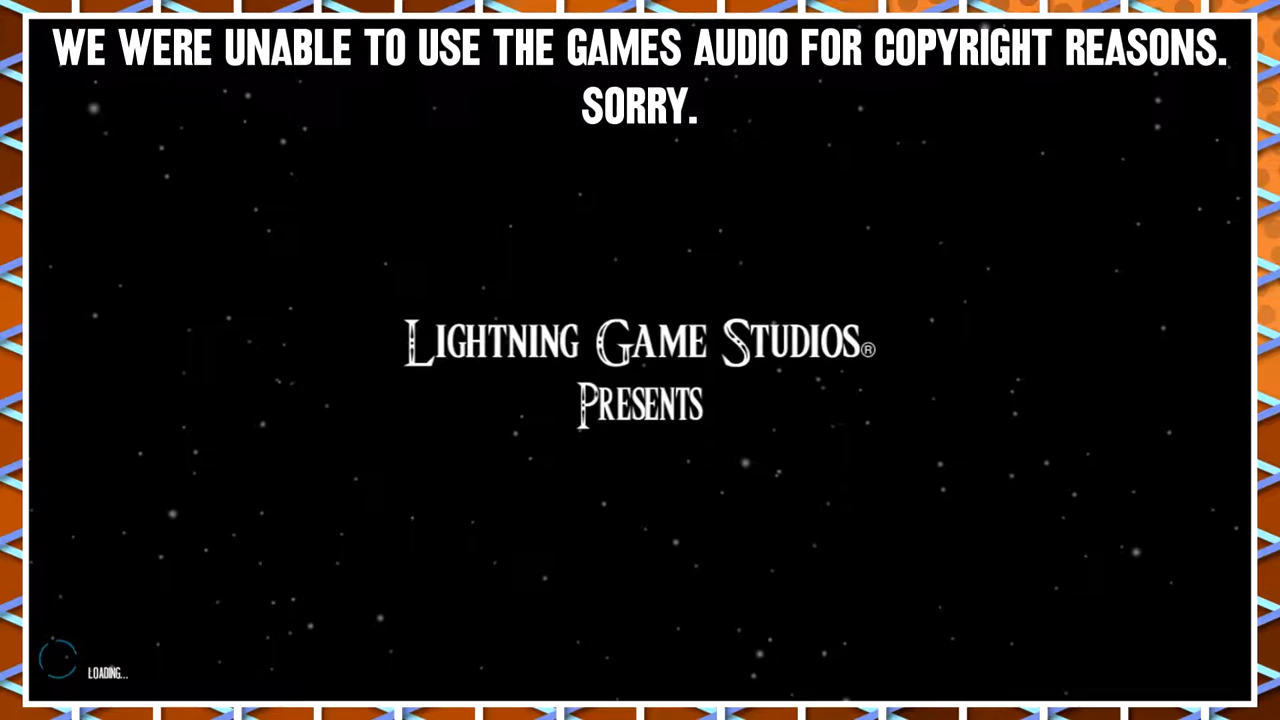 WE WERE UNABLE TO USE THE GAMES AUDIO FOR COPYRIGHT REASONS.
SORRY.
LIGHTNING GAME STUDIOS®
PRESENTS
LOADING...